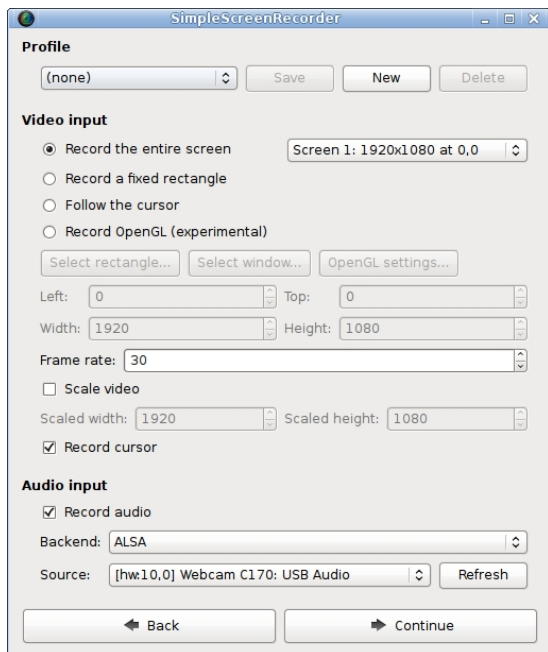 SimpleScreenRecorder
Profile
(none) Save New Delete
Video input
Record the entire screen Screen 1: 1920x1080 at 0,0
Record a fixed rectangle
Follow the cursor
Record OpenGL (experimental)
Select rectangle... Select window... OpenGL settings...
Left: 0 Top: 0
Width: 1920 Height: 1080
Frame rate: 30
Scale video
Scaled width: 1920 Scaled height: 1080
Record cursor
Audio input
Record audio
Backend: ALSA
Source: [hw:10,0] Webcam C170: USB Audio Refresh
Back Continue